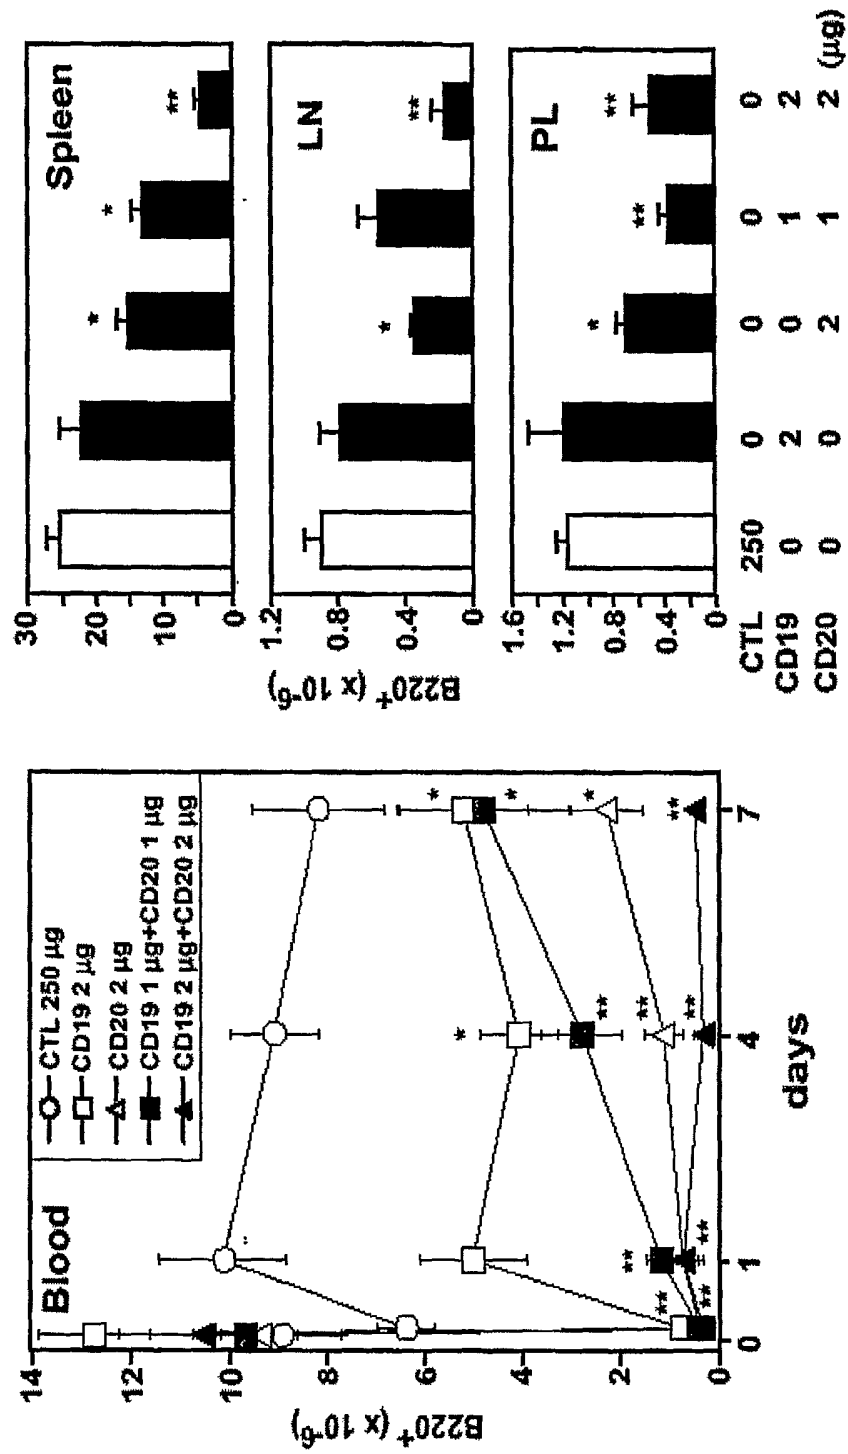 Blood
CTL 250 µg
CD19 2 µg
CD20 2 µg
CD19 1 µg+CD20 1 µg
CD19 2 µg+CD20 2 µg
B220⁺ (x 10⁻⁶)
14
10
8
6
4
2
0
0 1 4 7
days
* * * **
* ** ** **
** **
** **
B220⁺ (x 10⁻⁶)
Spleen
30
20
10
0
* * **
LN
1.2
0.8
0.4
0
* **
PL
1.6
1.2
0.8
0.4
0
* ** **
CTL 250 0 0 0 0
CD19 0 2 0 1 2
CD20 0 0 2 1 2 (µg)